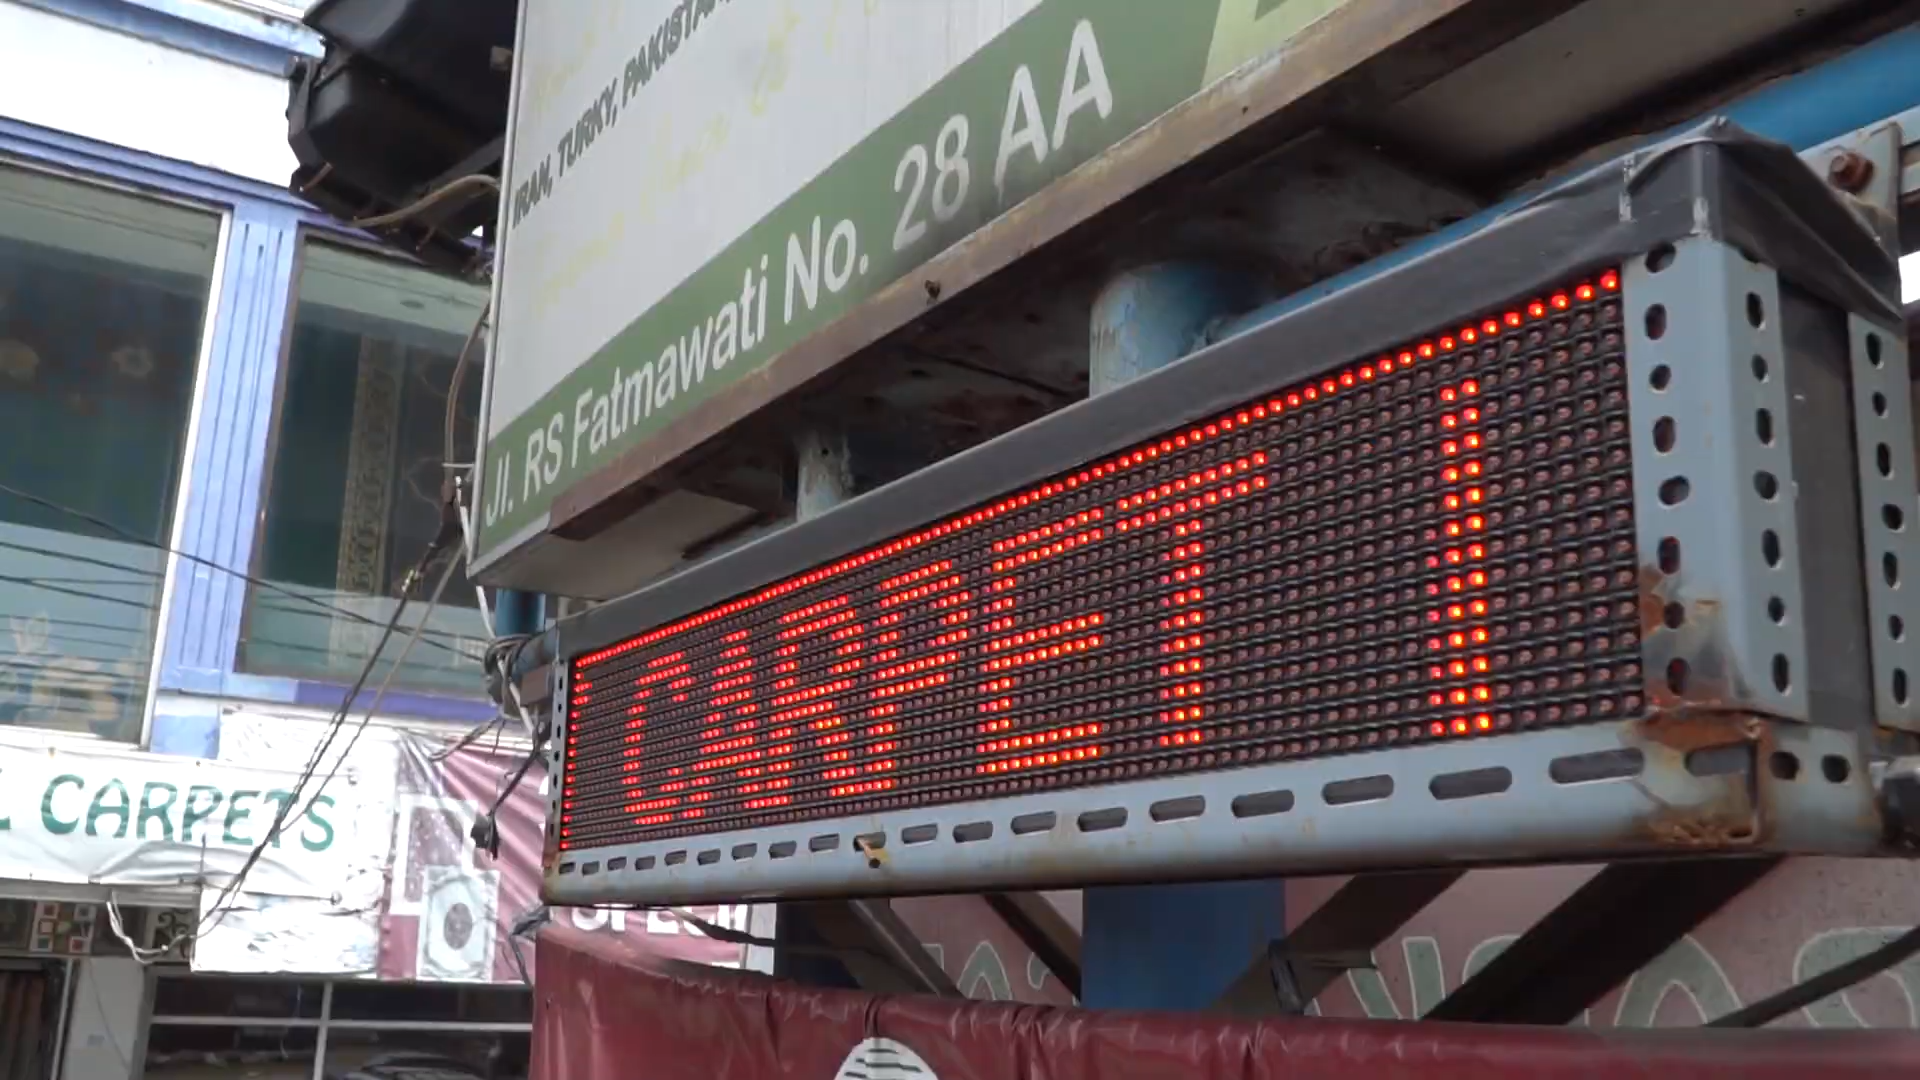 IRAN, TURKY, PAKISTAN,
Jl. RS Fatmawati No. 28 AA
CARPET
CARPETS